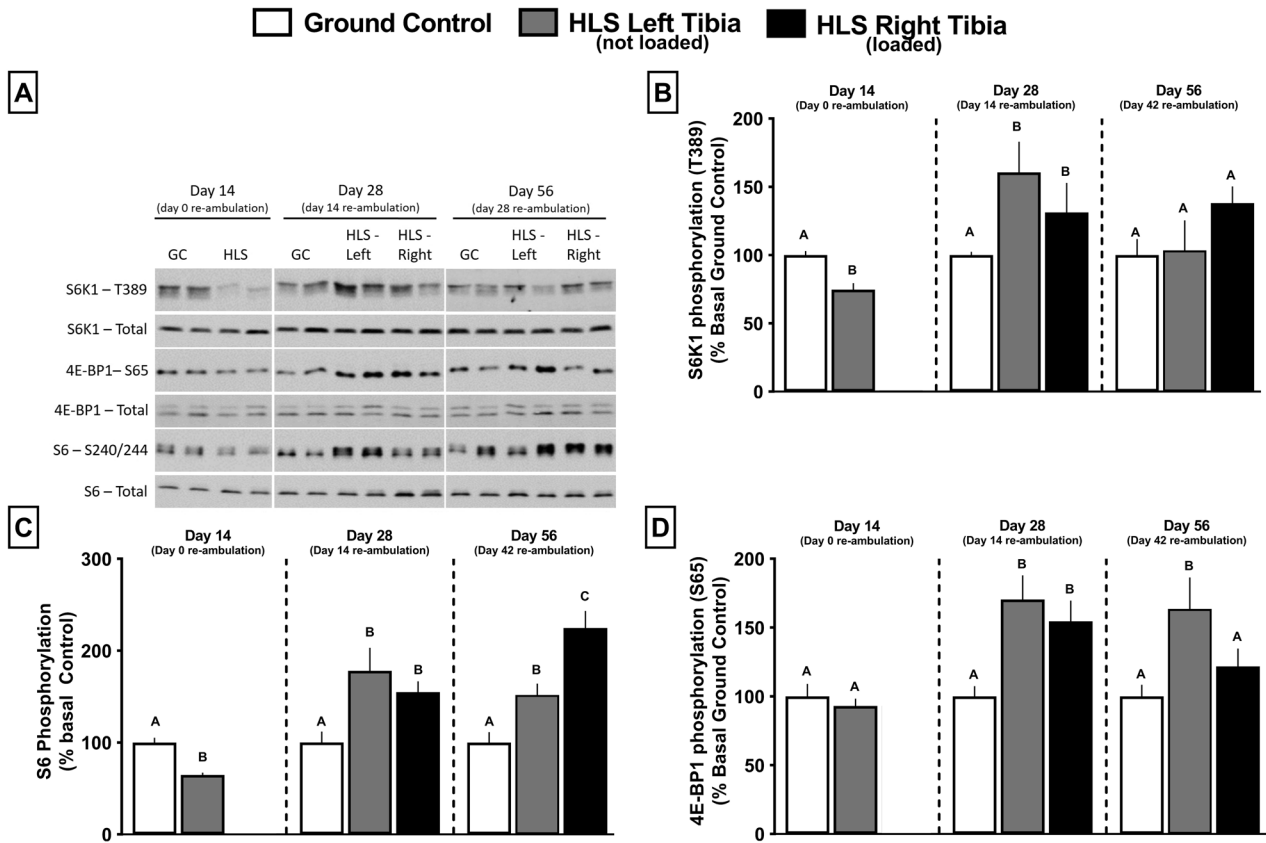 Ground Control
HLS Left Tibia
(not loaded)
HLS Right Tibia
(loaded)
A
Day 14
(day 0 re-ambulation)
Day 28
(day 14 re-ambulation)
Day 56
(day 28 re-ambulation)
GC HLS GC HLS - Left HLS - Right GC HLS - Left HLS - Right
S6K1 – T389
S6K1 – Total
4E-BP1– S65
4E-BP1 – Total
S6 – S240/244
S6 – Total
B
Day 14
(Day 0 re-ambulation)
Day 28
(Day 14 re-ambulation)
Day 56
(Day 42 re-ambulation)
S6K1 phosphorylation (T389)
(% Basal Ground Control)
200
150
100
50
0
A B A B B A A A
C
Day 14
(Day 0 re-ambulation)
Day 28
(Day 14 re-ambulation)
Day 56
(Day 42 re-ambulation)
S6 Phosphorylation
(% basal Control)
300
200
100
0
A B A B B A B C
D
Day 14
(Day 0 re-ambulation)
Day 28
(Day 14 re-ambulation)
Day 56
(Day 42 re-ambulation)
4E-BP1 phosphorylation (S65)
(% Basal Ground Control)
200
150
100
50
0
A A A B B A B A